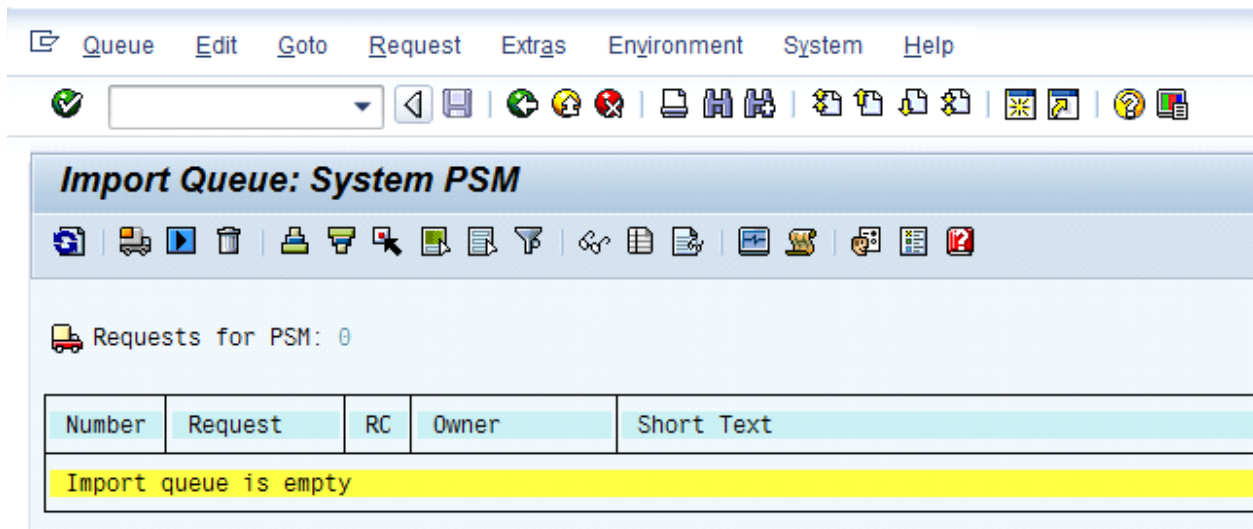 Queue Edit Goto Request Extras Environment System Help
Import Queue: System PSM
Requests for PSM: 0
Number Request RC Owner Short Text
Import queue is empty